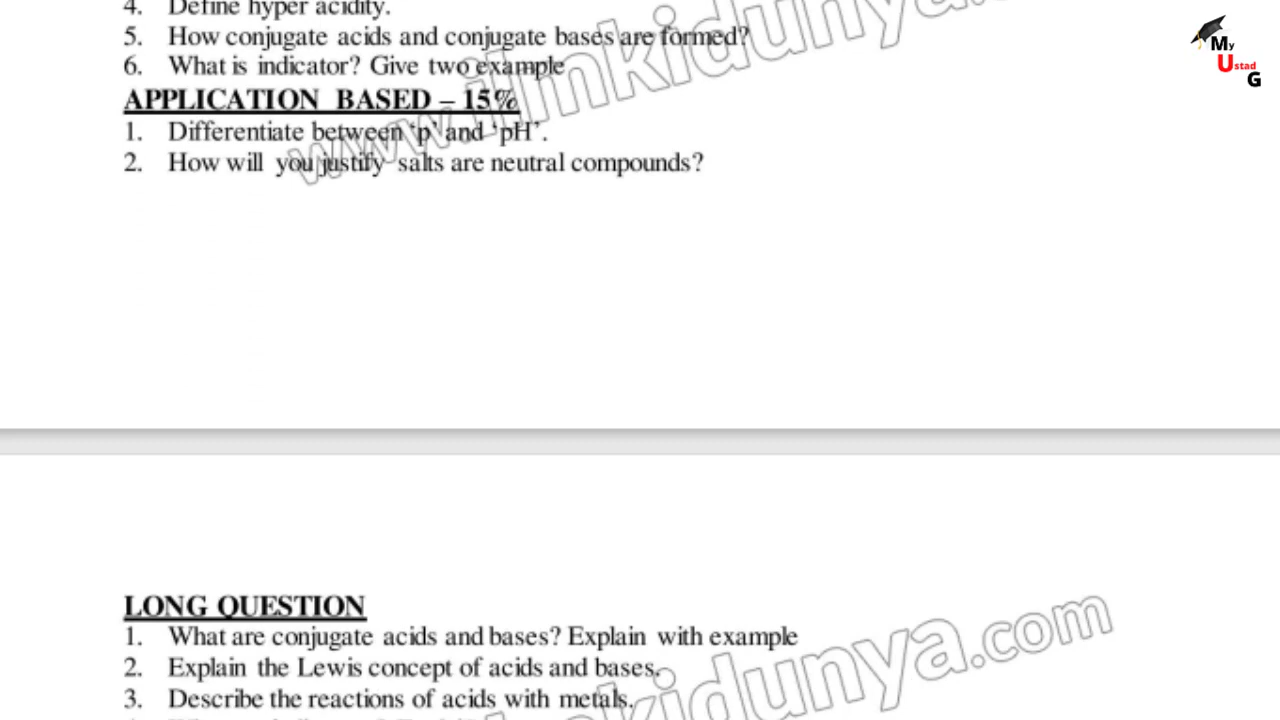 4. Define hyper acidity.
5. How conjugate acids and conjugate bases are formed?
6. What is indicator? Give two example
APPLICATION BASED – 15%
1. Differentiate between ‘p’ and ‘pH’.
2. How will you justify salts are neutral compounds?
LONG QUESTION
1. What are conjugate acids and bases? Explain with example
2. Explain the Lewis concept of acids and bases.
3. Describe the reactions of acids with metals.
www.ilmkidunya.
kidunya.com
My
Ustad
G